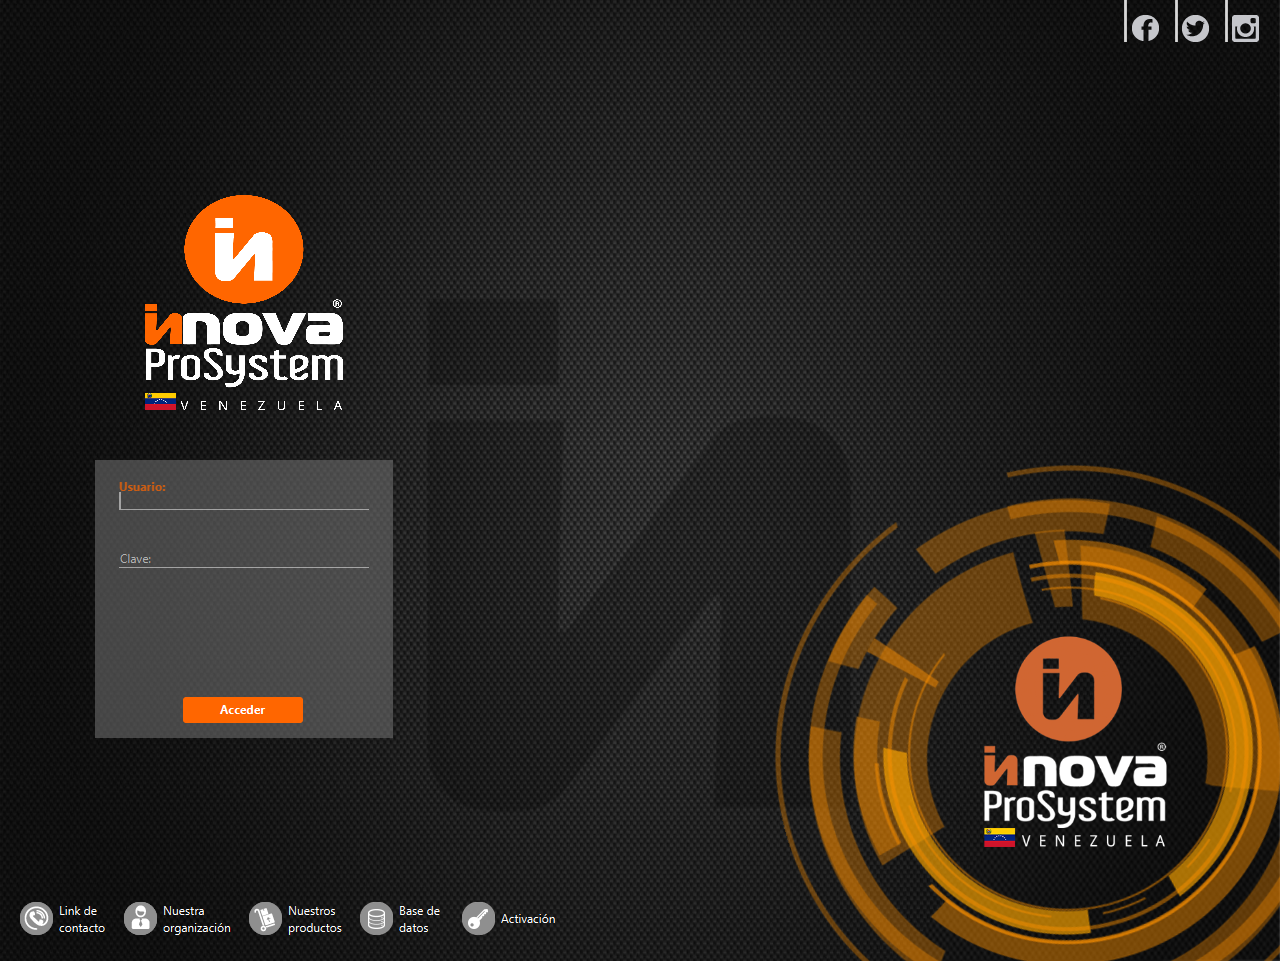 innova®
ProSystem
VENEZUELA
Usuario:
Clave:
Acceder
innova®
ProSystem
VENEZUELA
Link de
contacto
Nuestra
organización
Nuestros
productos
Base de
datos
Activación